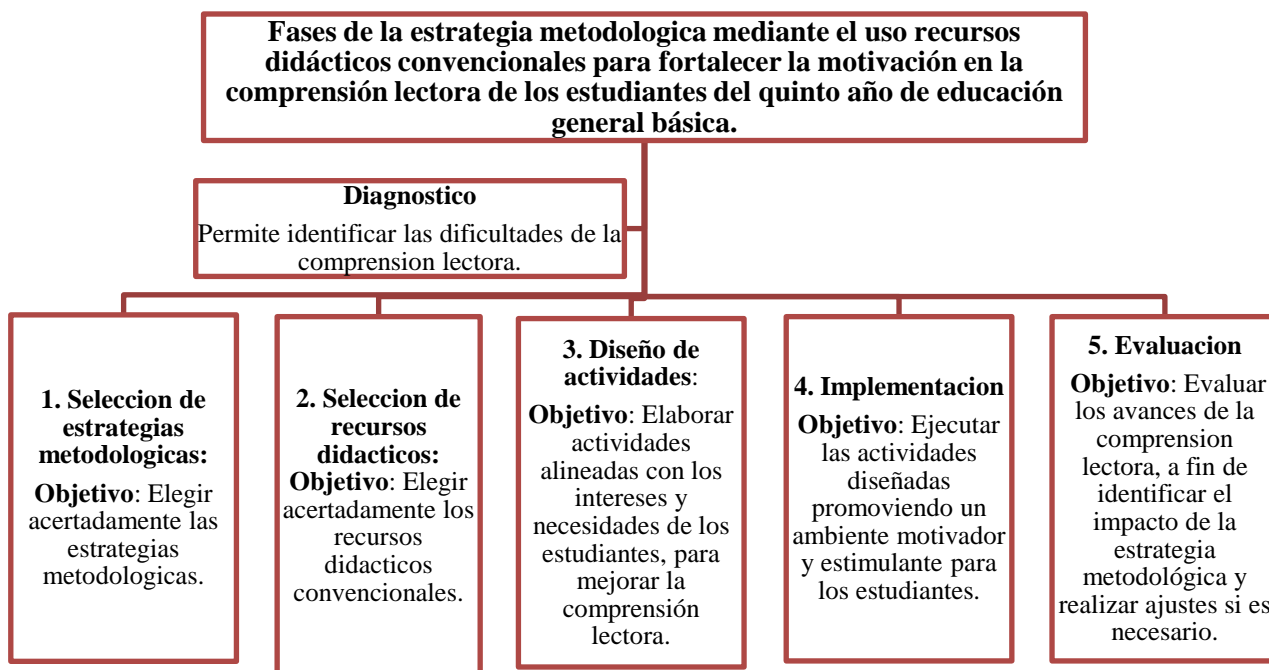 Fases de la estrategia metodologica mediante el uso recursos
didácticos convencionales para fortalecer la motivación en la
comprensión lectora de los estudiantes del quinto año de educación
general básica.
Diagnostico
Permite identificar las dificultades de la
comprension lectora.
1. Seleccion de
estrategias
metodologicas:
Objetivo: Elegir
acertadamente las
estrategias
metodologicas.
2. Seleccion de
recursos
didacticos:
Objetivo: Elegir
acertadamente los
recursos
didacticos
convencionales.
3. Diseño de
actividades:
Objetivo: Elaborar
actividades
alineadas con los
intereses y
necesidades de los
estudiantes, para
mejorar la
comprensión
lectora.
4. Implementacion
Objetivo: Ejecutar
las actividades
diseñadas
promoviendo un
ambiente motivador
y estimulante para
los estudiantes.
5. Evaluacion
Objetivo: Evaluar
los avances de la
comprension
lectora, a fin de
identificar el
impacto de la
estrategia
metodológica y
realizar ajustes si es
necesario.